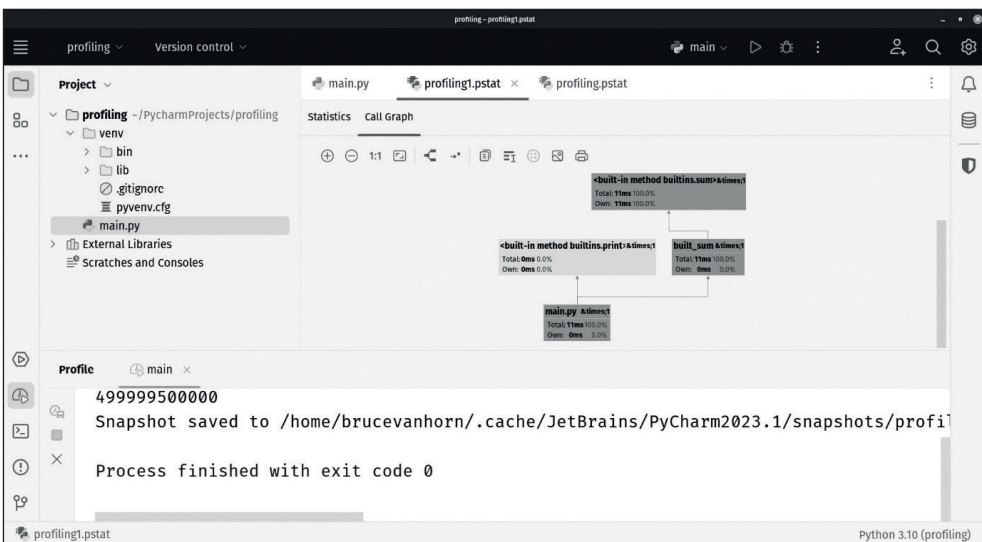 profiling – profiling1.pstat
profiling
Version control
main
Project
main.py
profiling1.pstat
profiling.pstat
profiling ~/PycharmProjects/profiling
venv
bin
lib
.gitignore
pyvenv.cfg
main.py
External Libraries
Scratches and Consoles
Statistics Call Graph
1:1
<built-in method builtins.sum>&times;1
Total: 11ms 100.0%
Own: 11ms 100.0%
<built-in method builtins.print>&times;1
Total: 0ms 0.0%
Own: 0ms 0.0%
built_sum &times;1
Total: 11ms 100.0%
Own: 0ms 0.0%
main.py &times;1
Total: 11ms 100.0%
Own: 0ms 0.0%
Profile main
499999500000
Snapshot saved to /home/brucevanhorn/.cache/JetBrains/PyCharm2023.1/snapshots/profil
Process finished with exit code 0
profiling1.pstat
Python 3.10 (profiling)